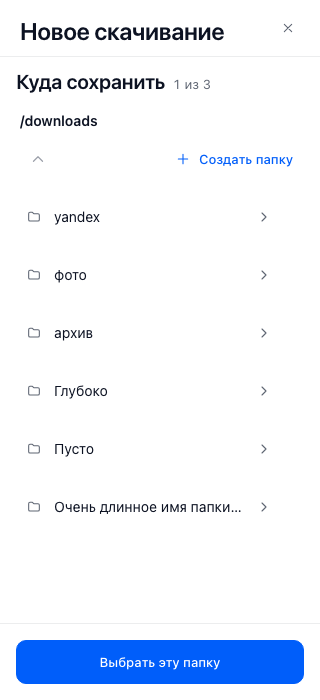 Новое скачивание
Куда сохранить 1 из 3
/downloads
Создать папку
yandex
фото
архив
Глубоко
Пусто
Очень длинное имя папки...
Выбрать эту папку